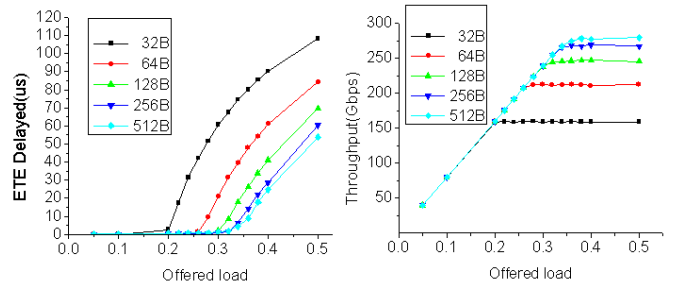 120
110
100
90
80
70
60
50
40
30
20
10
0
ETE Delayed(us)
32B
64B
128B
256B
512B
0.0 0.1 0.2 0.3 0.4 0.5
Offered load
300
250
200
150
100
50
0
Throughput(Gbps)
32B
64B
128B
256B
512B
0.0 0.1 0.2 0.3 0.4 0.5
Offered load